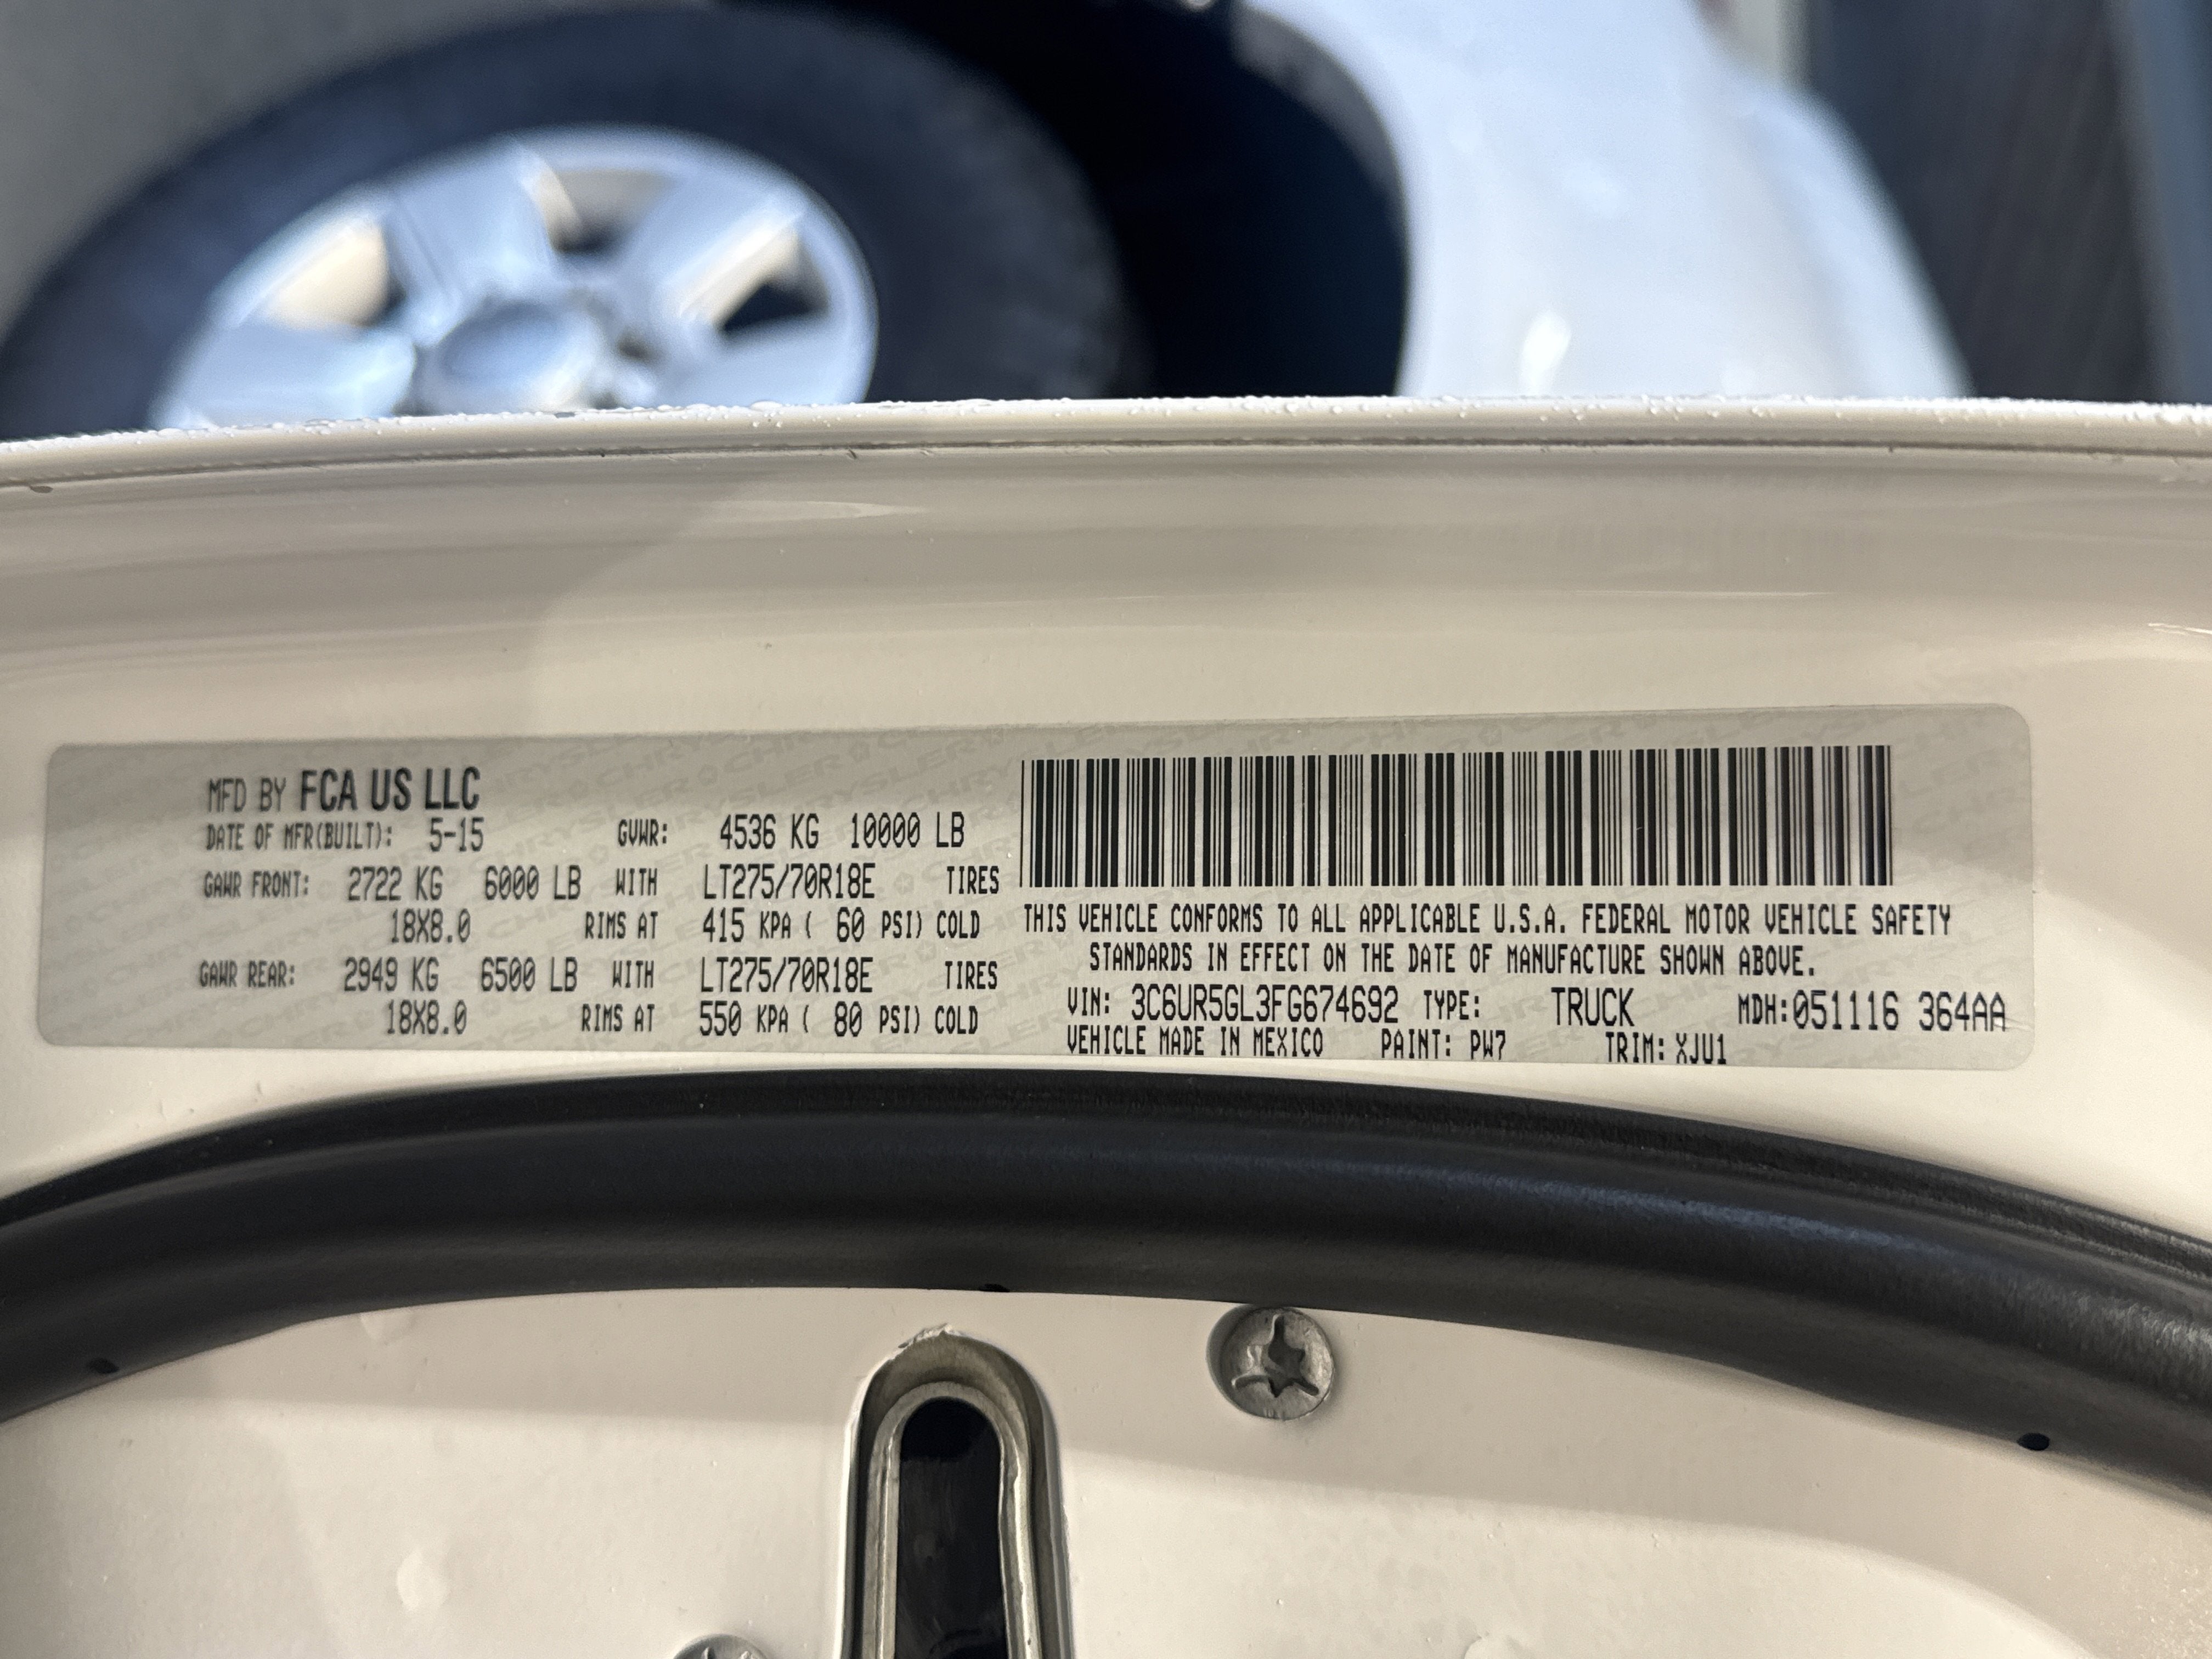 MFD BY FCA US LLC
DATE OF MFR(BUILT): 5-15 GVWR: 4536 KG 10000 LB
GAWR FRONT: 2722 KG 6000 LB WITH LT275/70R18E TIRES
18X8.0 RIMS AT 415 KPA ( 60 PSI) COLD
GAWR REAR: 2949 KG 6500 LB WITH LT275/70R18E TIRES
18X8.0 RIMS AT 550 KPA ( 80 PSI) COLD
THIS VEHICLE CONFORMS TO ALL APPLICABLE U.S.A. FEDERAL MOTOR VEHICLE SAFETY
STANDARDS IN EFFECT ON THE DATE OF MANUFACTURE SHOWN ABOVE.
VIN: 3C6UR5GL3FG674692 TYPE: TRUCK MDH:051116 364AA
VEHICLE MADE IN MEXICO PAINT: PW7 TRIM: XJU1